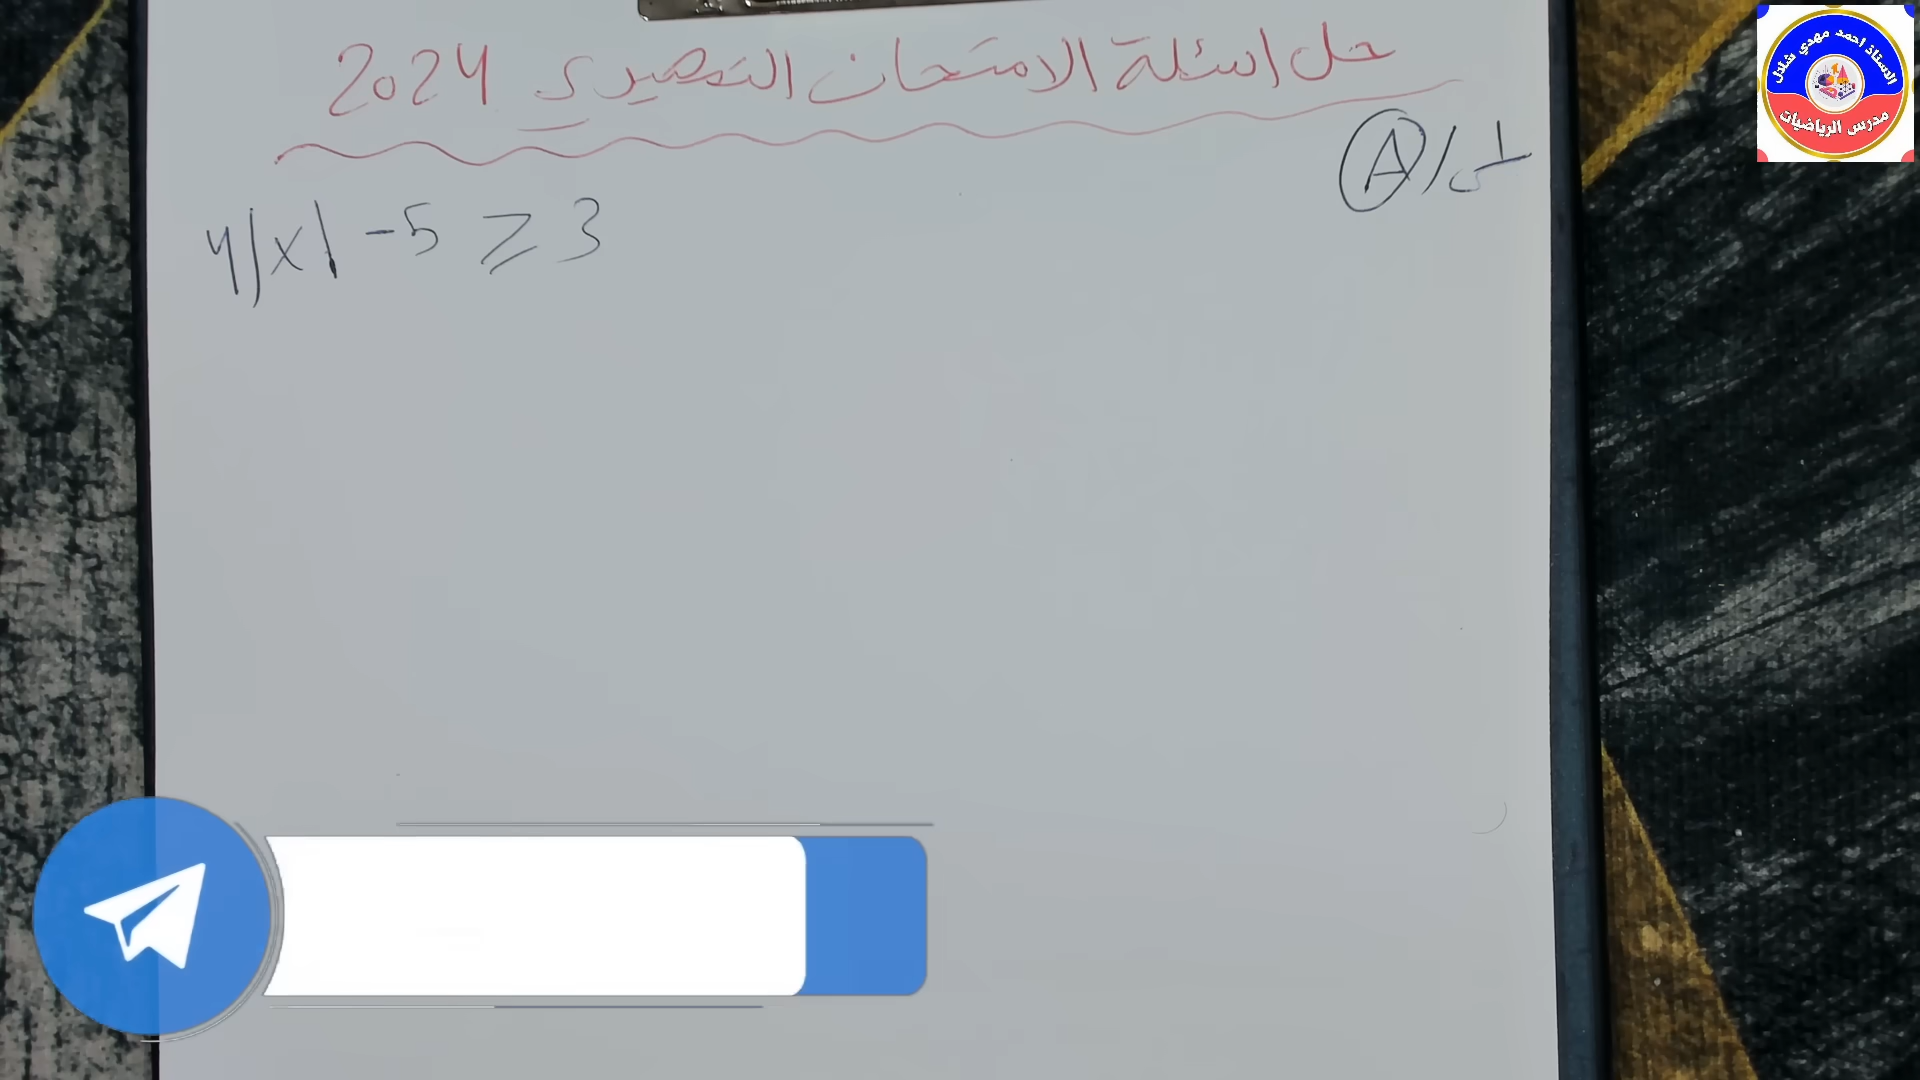 حل اسئلة الامتحان التمهيدي 2024
س1 / A
4|x| - 5 ≥ 3
الاستاذ احمد مهدي شلال
مدرس الرياضيات